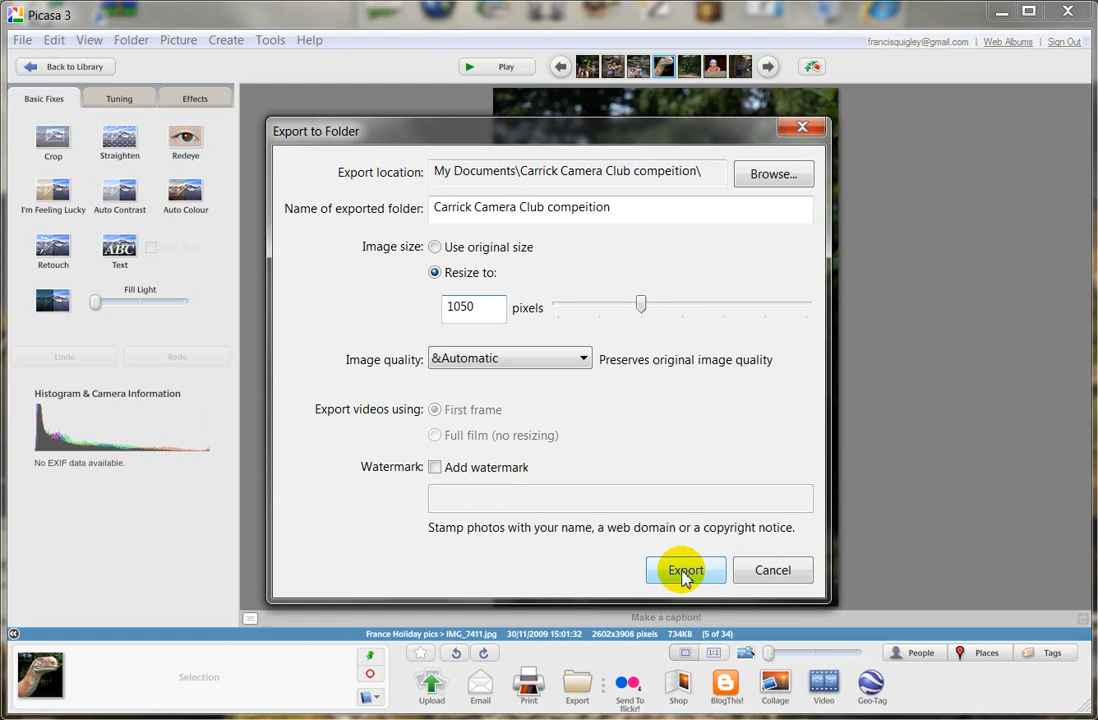 Picasa 3
File Edit View Folder Picture Create Tools Help
francisquigley@gmail.com | Web Albums | Sign Out
Back to Library
Play
Basic Fixes Tuning Effects
Crop Straighten Redeye
I'm Feeling Lucky Auto Contrast Auto Colour
Retouch Text
Fill Light
Undo Redo
Histogram & Camera Information
No EXIF data available.
Export to Folder
Export location: My Documents\Carrick Camera Club compeition\ Browse...
Name of exported folder: Carrick Camera Club compeition
Image size: Use original size
Resize to:
1050 pixels
Image quality: &Automatic Preserves original image quality
Export videos using: First frame
Full film (no resizing)
Watermark: Add watermark
Stamp photos with your name, a web domain or a copyright notice.
Export Cancel
Make a caption!
France Holiday pics > IMG_7411.jpg 30/11/2009 15:01:32 2602x3908 pixels 734KB (5 of 34)
1:1 People Places Tags
Selection
ABC
Upload Email Print Export Send To flickr! Shop BlogThis! Collage Video Geo-Tag